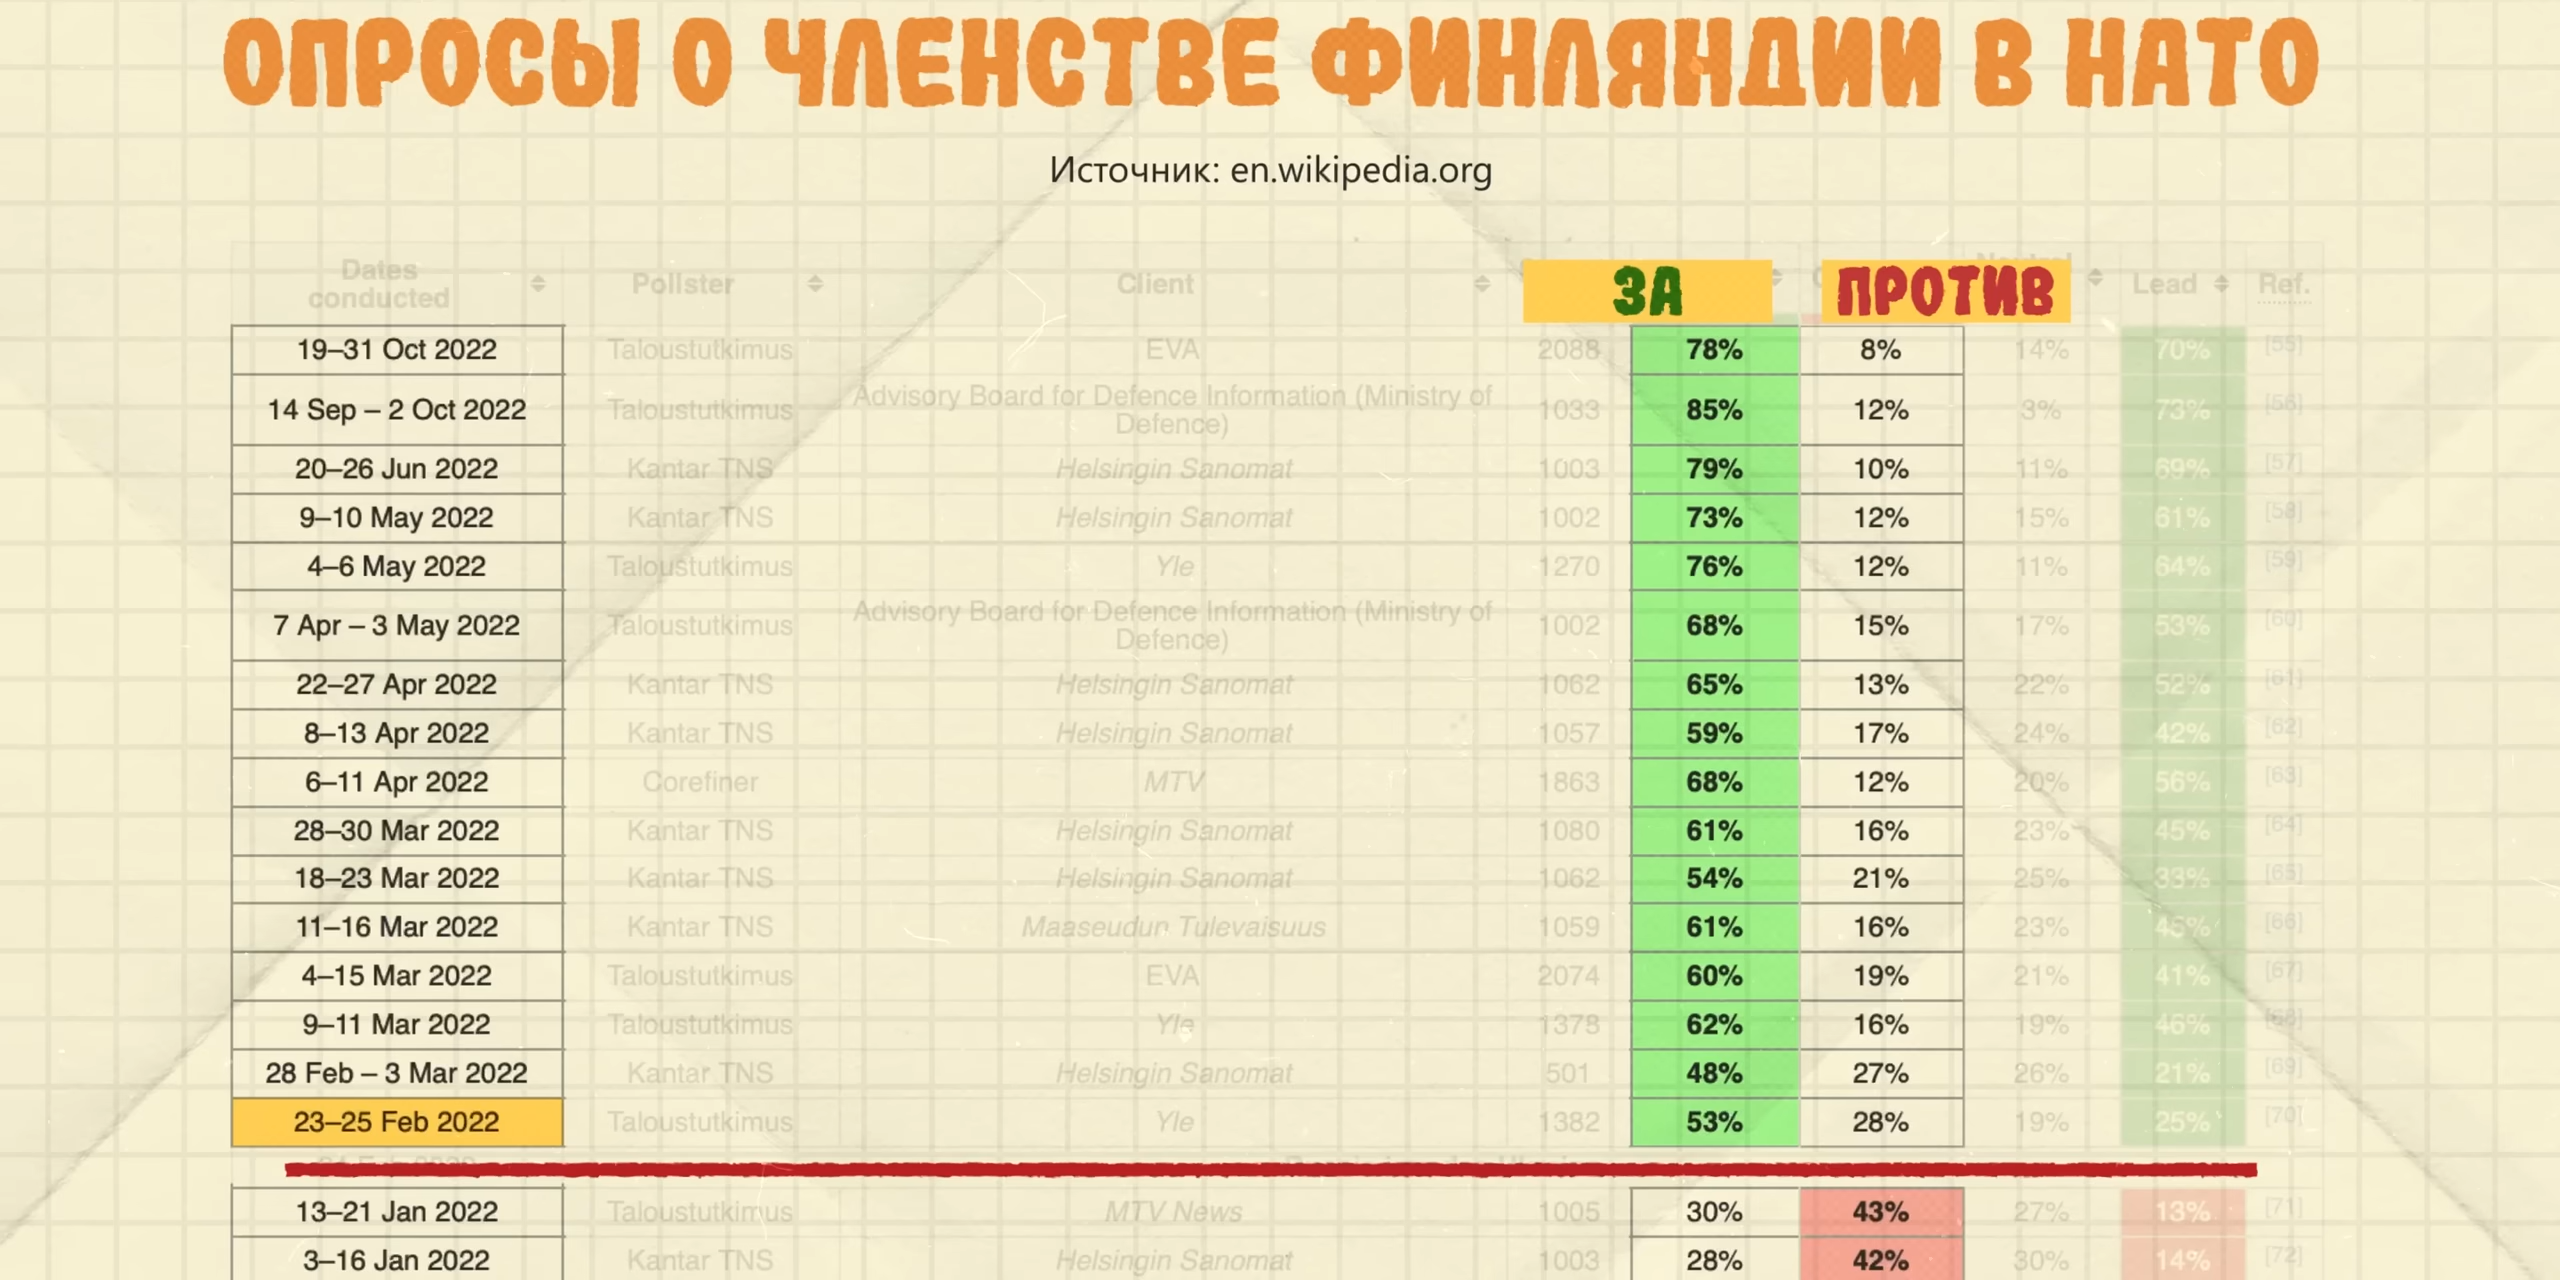 ОПРОСЫ О ЧЛЕНСТВЕ ФИНЛЯНДИИ В НАТО
Источник: en.wikipedia.org
Dates conducted Pollster Client ЗА ПРОТИВ Lead Ref.
19–31 Oct 2022 Taloustutkimus EVA 2088 78% 8% 14% 70% [55]
14 Sep – 2 Oct 2022 Taloustutkimus Advisory Board for Defence Information (Ministry of Defence) 1033 85% 12% 3% 73% [56]
20–26 Jun 2022 Kantar TNS Helsingin Sanomat 1003 79% 10% 11% 69% [57]
9–10 May 2022 Kantar TNS Helsingin Sanomat 1002 73% 12% 15% 61% [58]
4–6 May 2022 Taloustutkimus Yle 1270 76% 12% 11% 64% [59]
7 Apr – 3 May 2022 Taloustutkimus Advisory Board for Defence Information (Ministry of Defence) 1002 68% 15% 17% 53% [60]
22–27 Apr 2022 Kantar TNS Helsingin Sanomat 1062 65% 13% 22% 52% [61]
8–13 Apr 2022 Kantar TNS Helsingin Sanomat 1057 59% 17% 24% 42% [62]
6–11 Apr 2022 Corefiner MTV 1863 68% 12% 20% 56% [63]
28–30 Mar 2022 Kantar TNS Helsingin Sanomat 1080 61% 16% 23% 45% [64]
18–23 Mar 2022 Kantar TNS Helsingin Sanomat 1062 54% 21% 25% 33% [65]
11–16 Mar 2022 Kantar TNS Maaseudun Tulevaisuus 1059 61% 16% 23% 45% [66]
4–15 Mar 2022 Taloustutkimus EVA 2074 60% 19% 21% 41% [67]
9–11 Mar 2022 Taloustutkimus Yle 1378 62% 16% 19% 46% [68]
28 Feb – 3 Mar 2022 Kantar TNS Helsingin Sanomat 501 48% 27% 26% 21% [69]
23–25 Feb 2022 Taloustutkimus Yle 1382 53% 28% 19% 25% [70]
13–21 Jan 2022 Taloustutkimus MTV News 1005 30% 43% 27% 13% [71]
3–16 Jan 2022 Kantar TNS Helsingin Sanomat 1003 28% 42% 30% 14% [72]